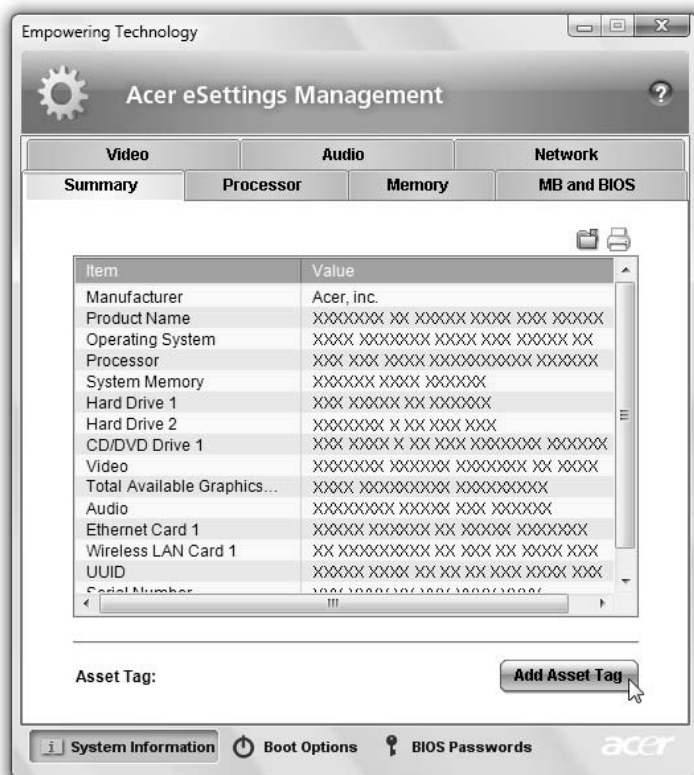 Empowering Technology
Acer eSettings Management
?
Video Audio Network
Summary Processor Memory MB and BIOS
Item Value
Manufacturer Acer, inc.
Product Name XXXXXXX XX XXXXX XXXX XXX XXXXX
Operating System XXXX XXXXXXX XXXX XXX XXXXX XX
Processor XXX XXX XXXX XXXXXXXXXX XXXXXX
System Memory XXXXXX XXXX XXXXXX
Hard Drive 1 XXX XXXXX XX XXXXXX
Hard Drive 2 XXXXXXX X XX XXX XXX
CD/DVD Drive 1 XXX XXXX X XX XXX XXXXXXX XXXXXX
Video XXXXXXX XXXXXX XXXXXXX XX XXXX
Total Available Graphics... XXXX XXXXXXXXX XXXXXXXXX
Audio XXXXXXXX XXXXX XXX XXXXXX
Ethernet Card 1 XXXXX XXXXXX XX XXXXX XXXXXXX
Wireless LAN Card 1 XX XXXXXXXXX XX XXX XX XXXX XXX
UUID XXXXX XXXX XX XX XX XXX XXXX XXX
Serial Number
Asset Tag: Add Asset Tag
System Information Boot Options BIOS Passwords acer